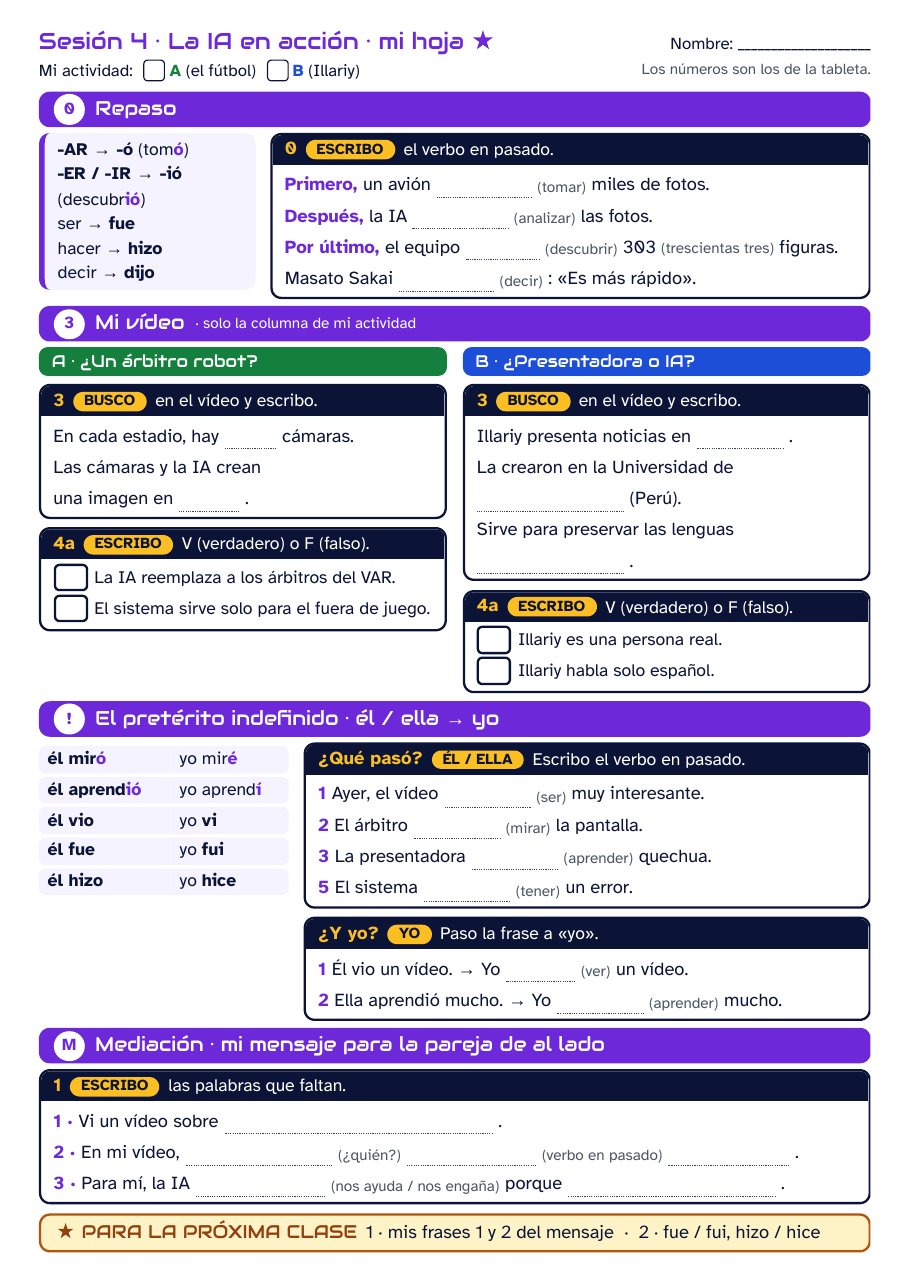 Sesión 4 · La IA en acción · mi hoja ★
Nombre: ___________________
Mi actividad: A (el fútbol) B (Illariy)
Los números son los de la tableta.
0 Repaso
-AR → -ó (tomó)
-ER / -IR → -ió
(descubrió)
ser → fue
hacer → hizo
decir → dijo
0 ESCRIBO el verbo en pasado.
Primero, un avión (tomar) miles de fotos.
Después, la IA (analizar) las fotos.
Por último, el equipo (descubrir) 303 (trescientas tres) figuras.
Masato Sakai (decir) : «Es más rápido».
3 Mi vídeo · solo la columna de mi actividad
A · ¿Un árbitro robot?
3 BUSCO en el vídeo y escribo.
En cada estadio, hay cámaras.
Las cámaras y la IA crean
una imagen en .
4a ESCRIBO V (verdadero) o F (falso).
La IA reemplaza a los árbitros del VAR.
El sistema sirve solo para el fuera de juego.
B · ¿Presentadora o IA?
3 BUSCO en el vídeo y escribo.
Illariy presenta noticias en .
La crearon en la Universidad de
(Perú).
Sirve para preservar las lenguas
.
4a ESCRIBO V (verdadero) o F (falso).
Illariy es una persona real.
Illariy habla solo español.
! El pretérito indefinido · él / ella → yo
él miró yo miré
él aprendió yo aprendí
él vio yo vi
él fue yo fui
él hizo yo hice
¿Qué pasó? ÉL / ELLA Escribo el verbo en pasado.
1 Ayer, el vídeo (ser) muy interesante.
2 El árbitro (mirar) la pantalla.
3 La presentadora (aprender) quechua.
5 El sistema (tener) un error.
¿Y yo? YO Paso la frase a «yo».
1 Él vio un vídeo. → Yo (ver) un vídeo.
2 Ella aprendió mucho. → Yo (aprender) mucho.
M Mediación · mi mensaje para la pareja de al lado
1 ESCRIBO las palabras que faltan.
1 · Vi un vídeo sobre .
2 · En mi vídeo, (¿quién?) (verbo en pasado) .
3 · Para mí, la IA (nos ayuda / nos engaña) porque .
★ PARA LA PRÓXIMA CLASE 1 · mis frases 1 y 2 del mensaje · 2 · fue / fui, hizo / hice